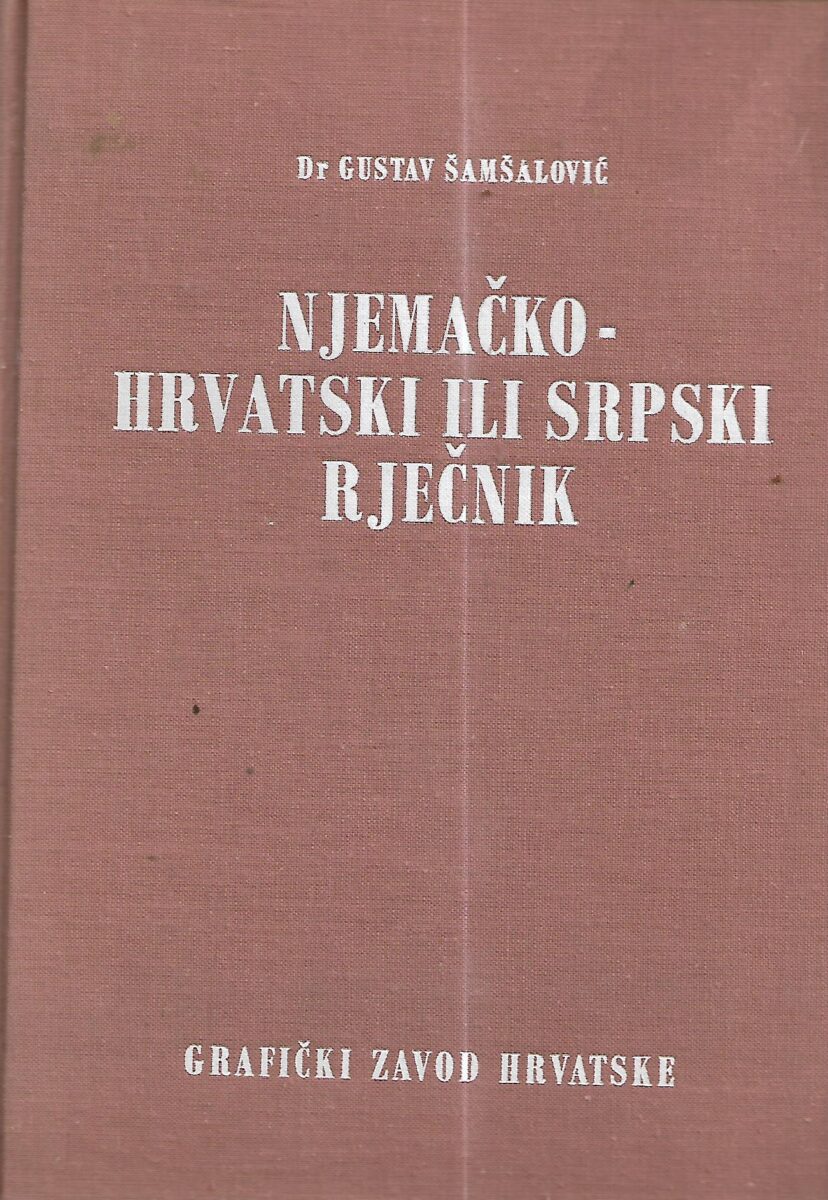 Dr GUSTAV ŠAMŠALOVIĆ
NJEMAČKO-
HRVATSKI ILI SRPSKI
RJEČNIK
GRAFIČKI ZAVOD HRVATSKE